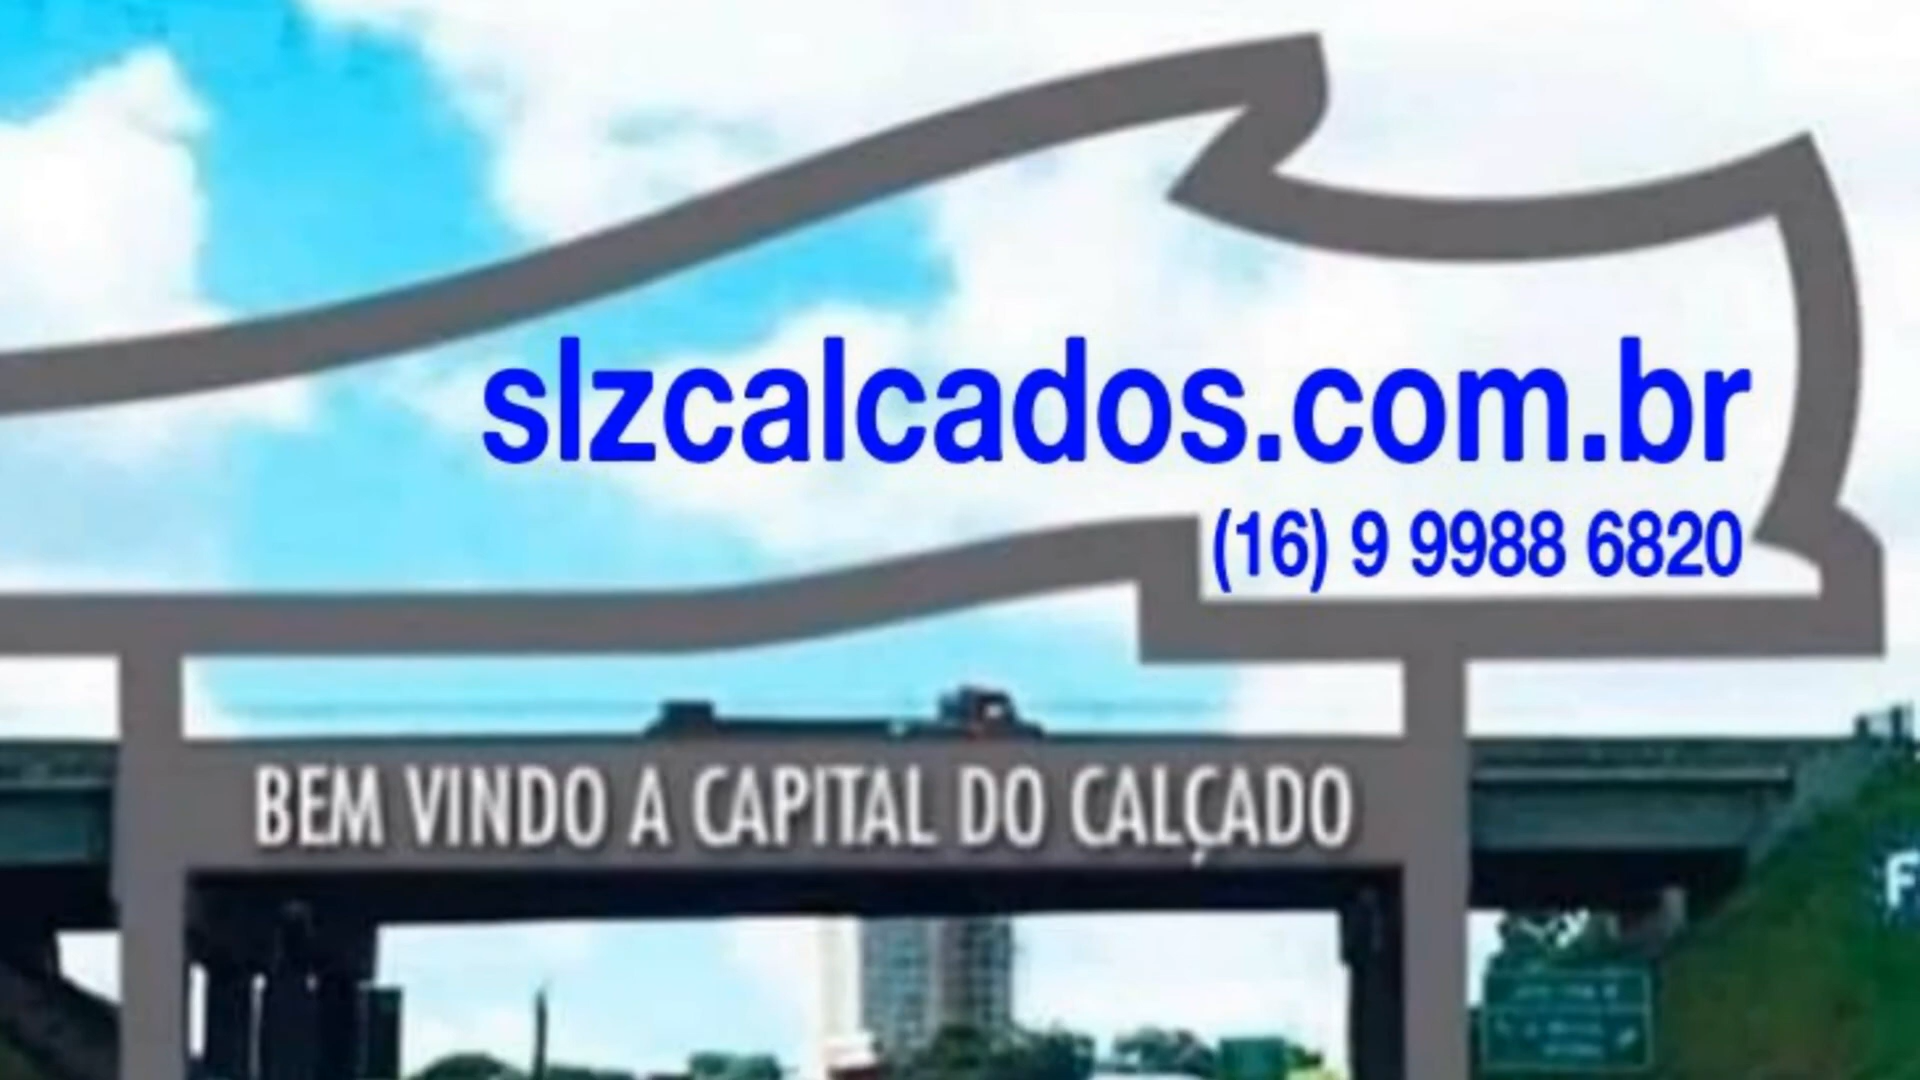 slzcalcados.com.br
(16) 9 9988 6820
BEM VINDO A CAPITAL DO CALÇADO